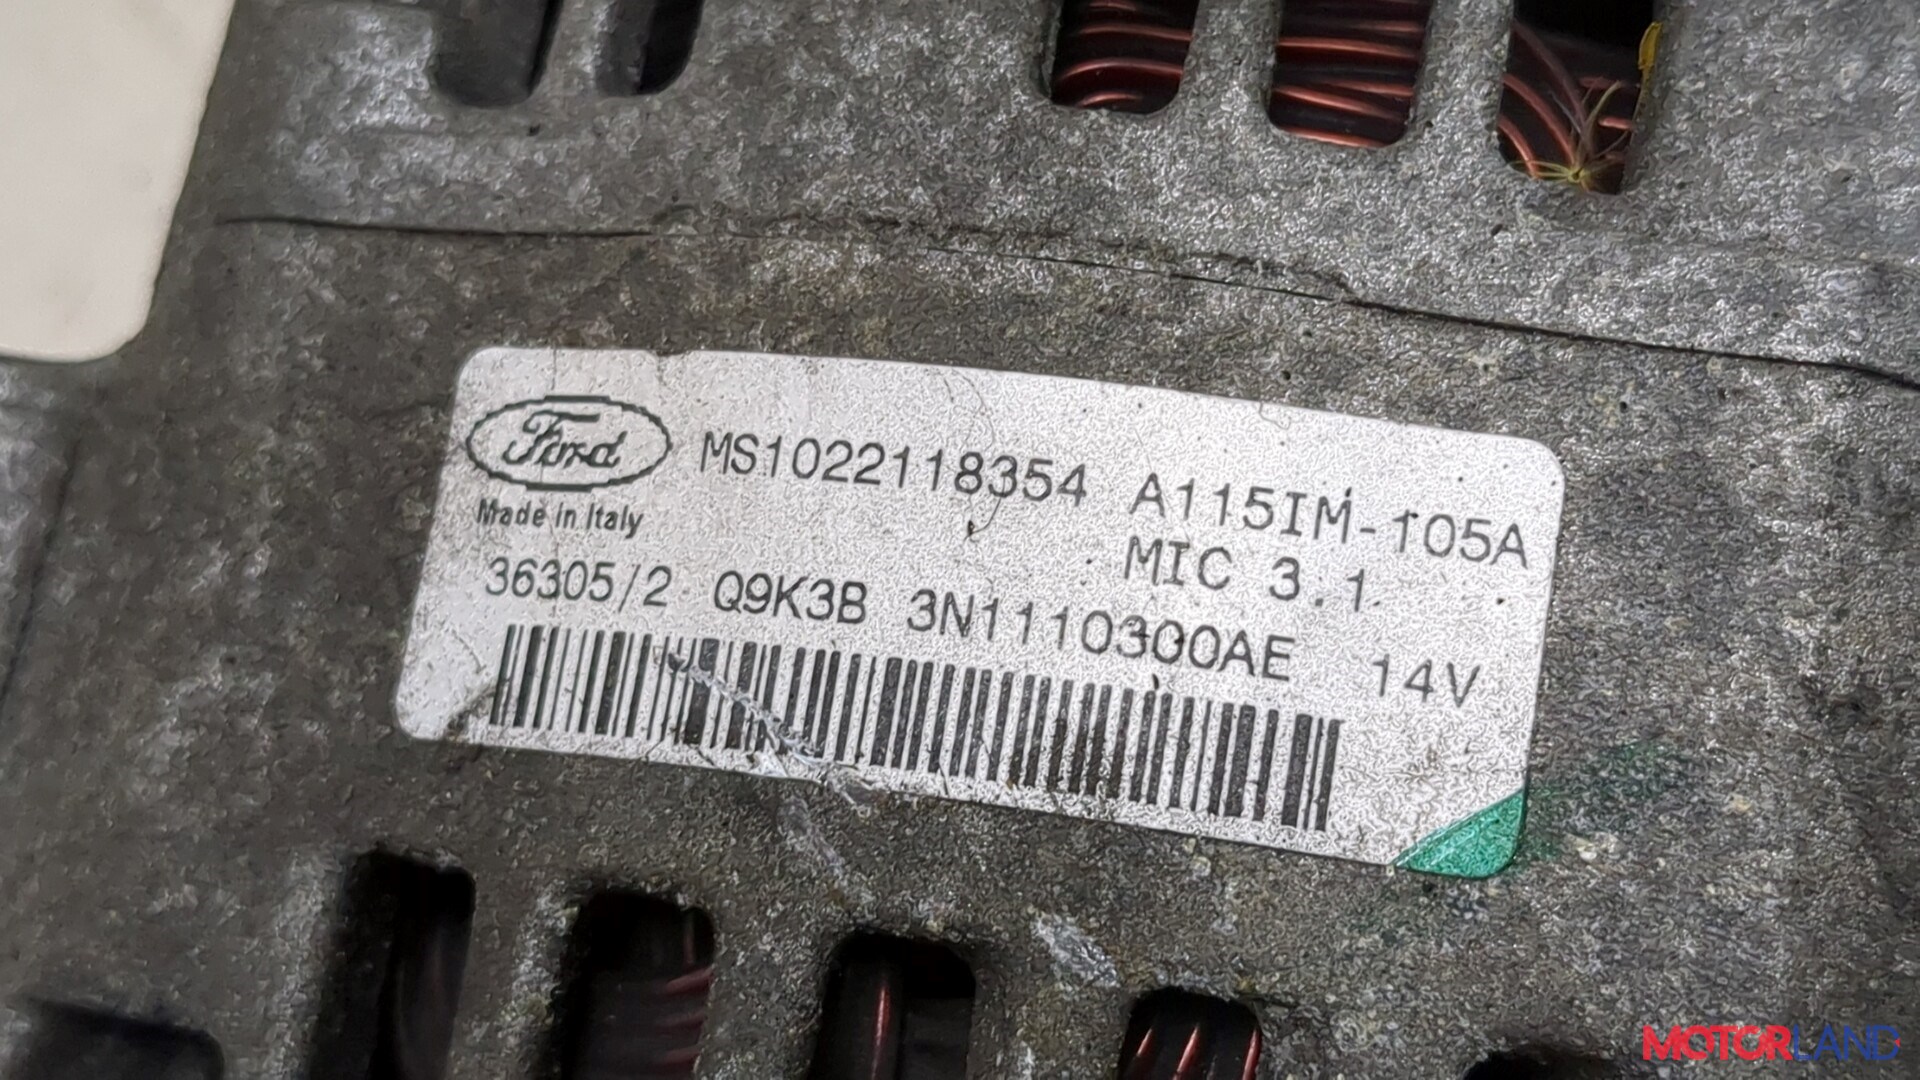 Ford MS1022118354 A115IM-105A
Made in Italy MIC 3.1
36305/2 Q9K3B 3N1110300AE 14V
MOTORLAND